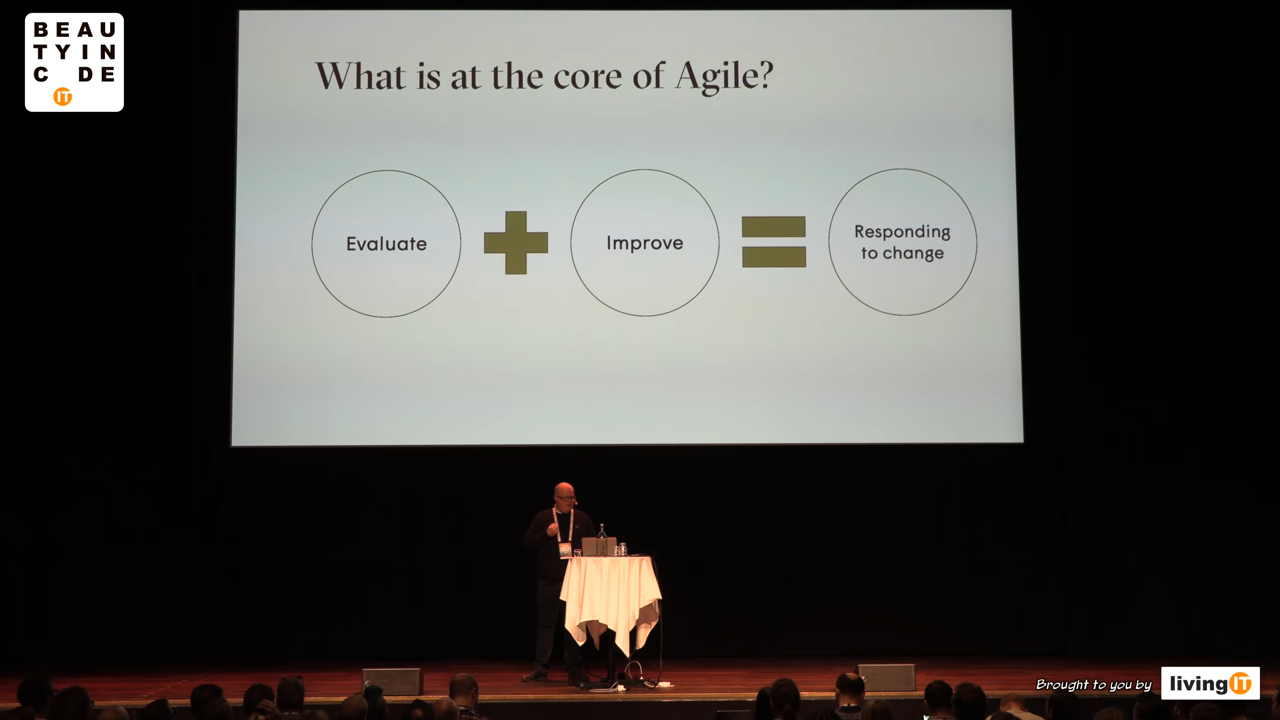 BEAU
TYIN
C DE
IT
What is at the core of Agile?
Evaluate
Improve
Responding
to change
Brought to you by
livingIT